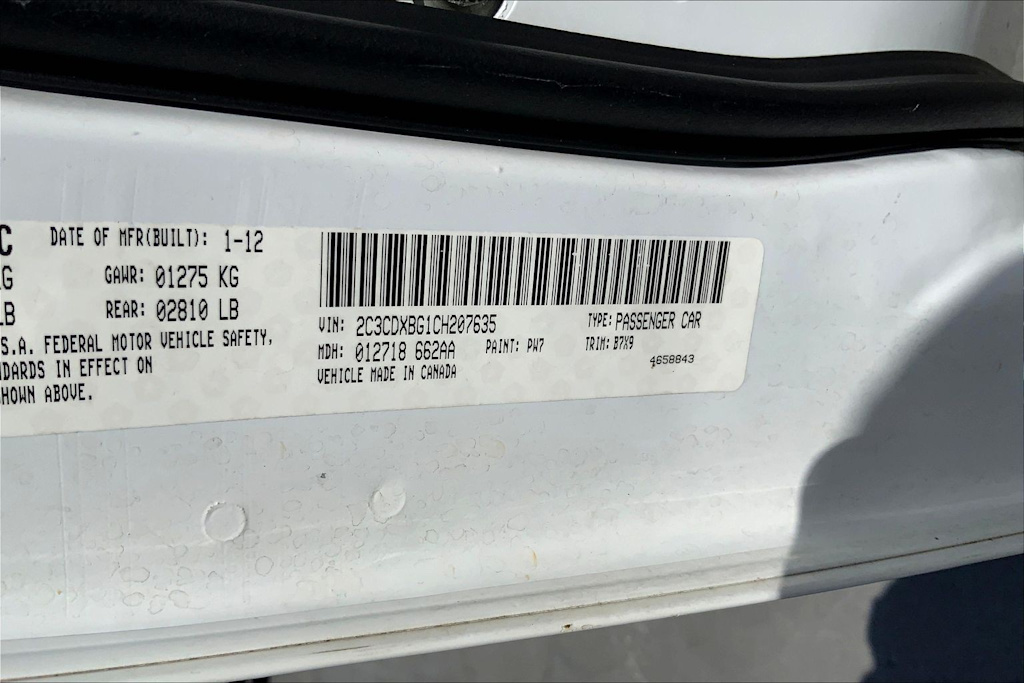 C DATE OF MFR(BUILT): 1-12
KG GAWR: 01275 KG
LB REAR: 02810 LB
S.A. FEDERAL MOTOR VEHICLE SAFETY,
NDARDS IN EFFECT ON
SHOWN ABOVE.
VIN: 2C3CDXBG1CH207635 TYPE: PASSENGER CAR
MDH: 012718 662AA PAINT: PW7 TRIM: B7X9
VEHICLE MADE IN CANADA 4658843